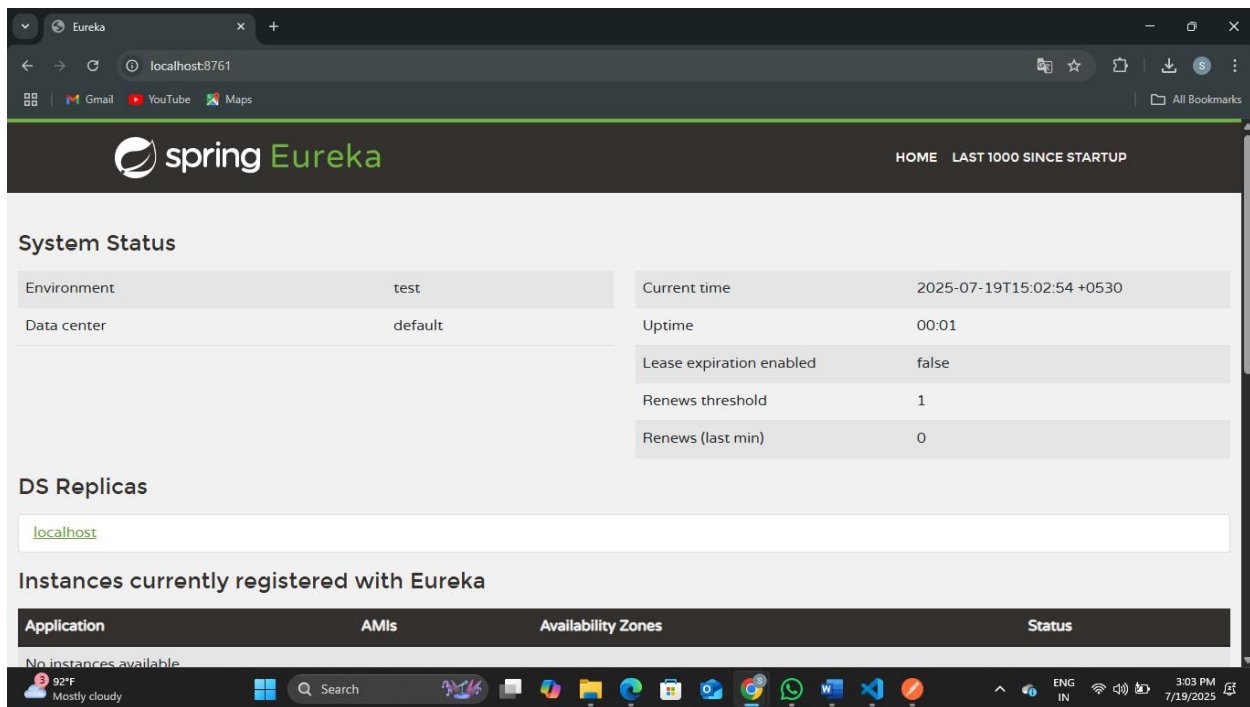 Eureka
localhost:8761
Gmail YouTube Maps All Bookmarks
spring Eureka HOME LAST 1000 SINCE STARTUP
System Status
Environment test Current time 2025-07-19T15:02:54 +0530
Data center default Uptime 00:01
Lease expiration enabled false
Renews threshold 1
Renews (last min) 0
DS Replicas
localhost
Instances currently registered with Eureka
Application AMIs Availability Zones Status
No instances available
3 92°F Search ENG 3:03 PM
Mostly cloudy IN 7/19/2025